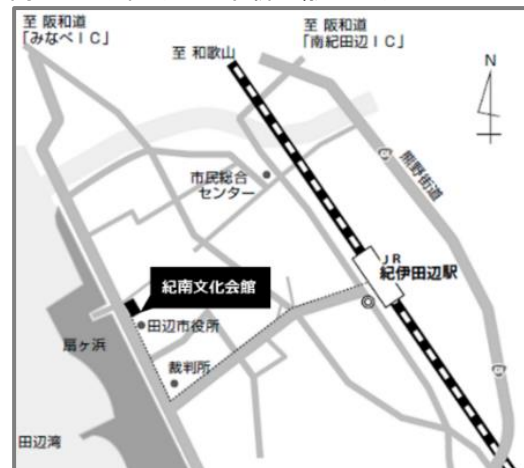 至 阪和道
「みなべIC」
至 和歌山
至 阪和道
「南紀田辺IC」
N
熊野街道
市民総合
センター
JR
紀伊田辺駅
紀南文化会館
田辺市役所
扇ヶ浜
裁判所
田辺湾